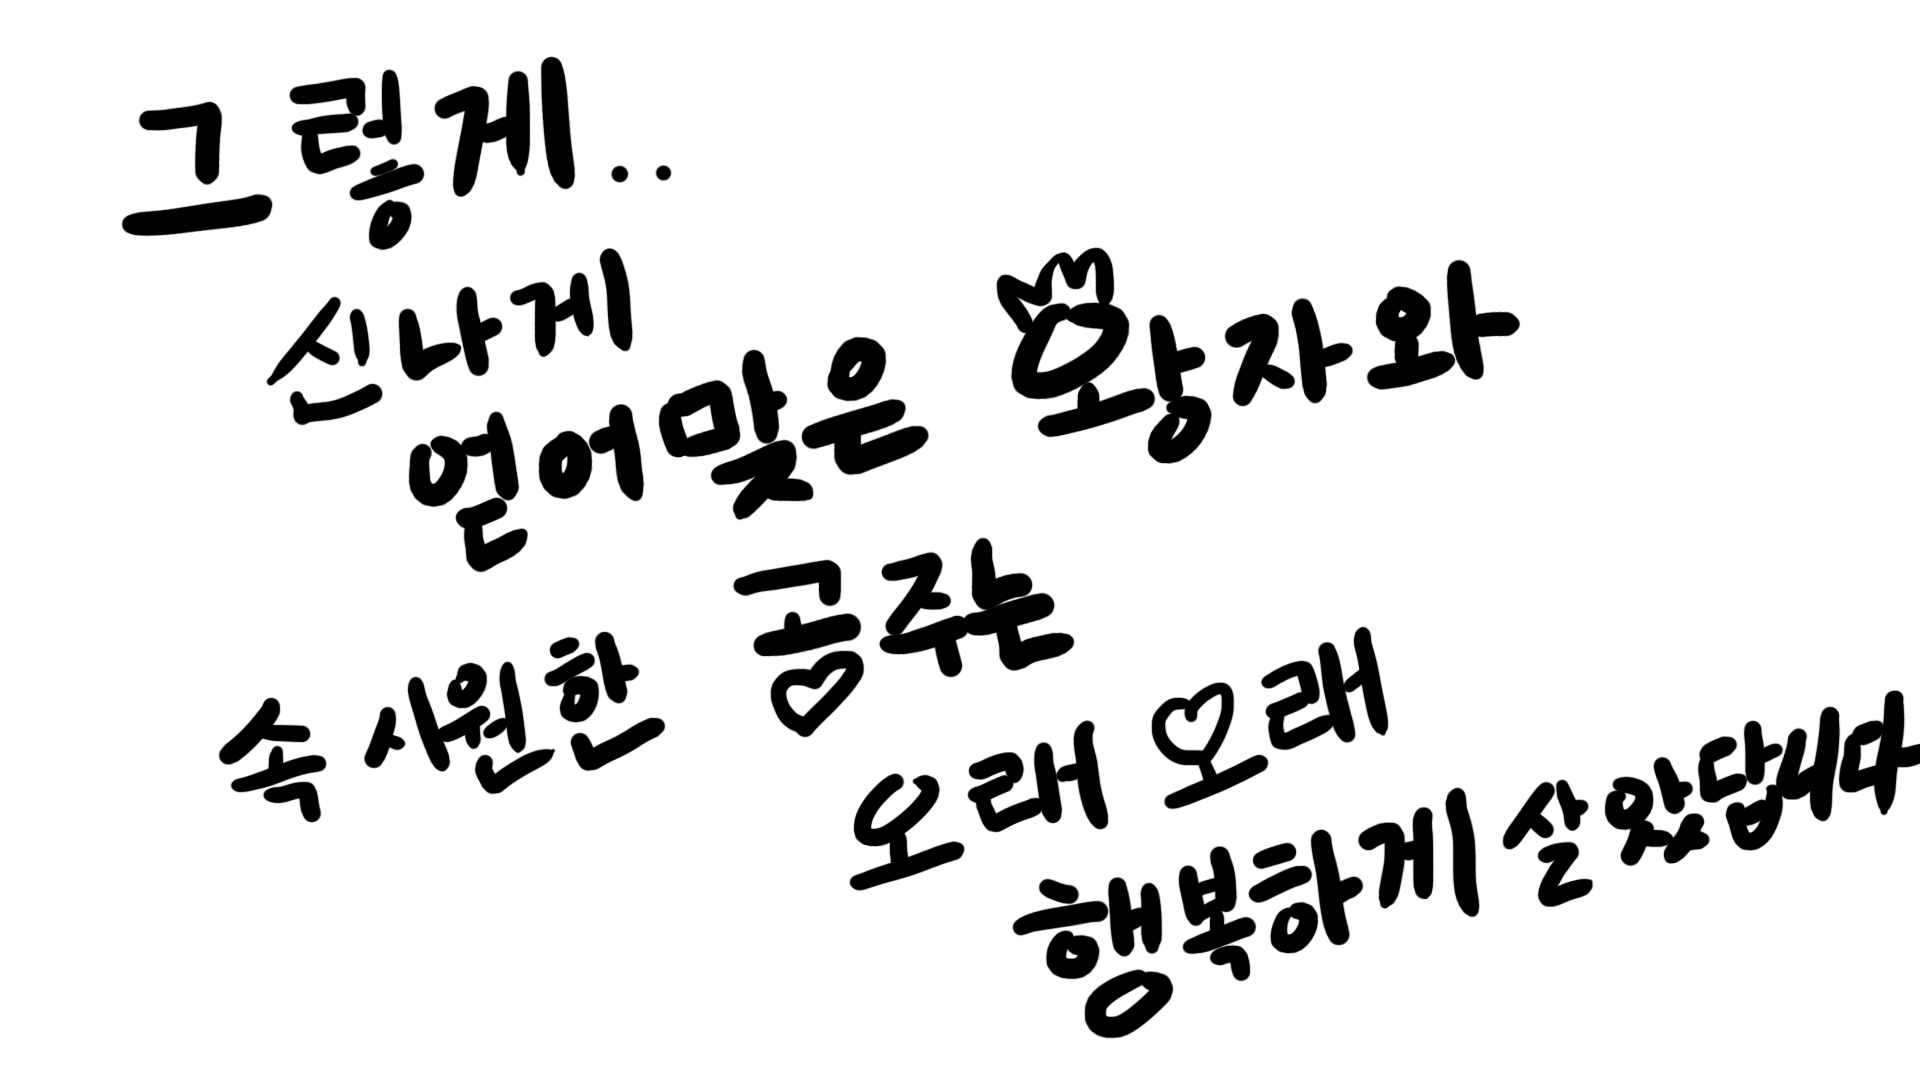 그렇게..
신나게
얻어맞은 왕자와
속 시원한 공주는
오래 오래
행복하게 살았답니다